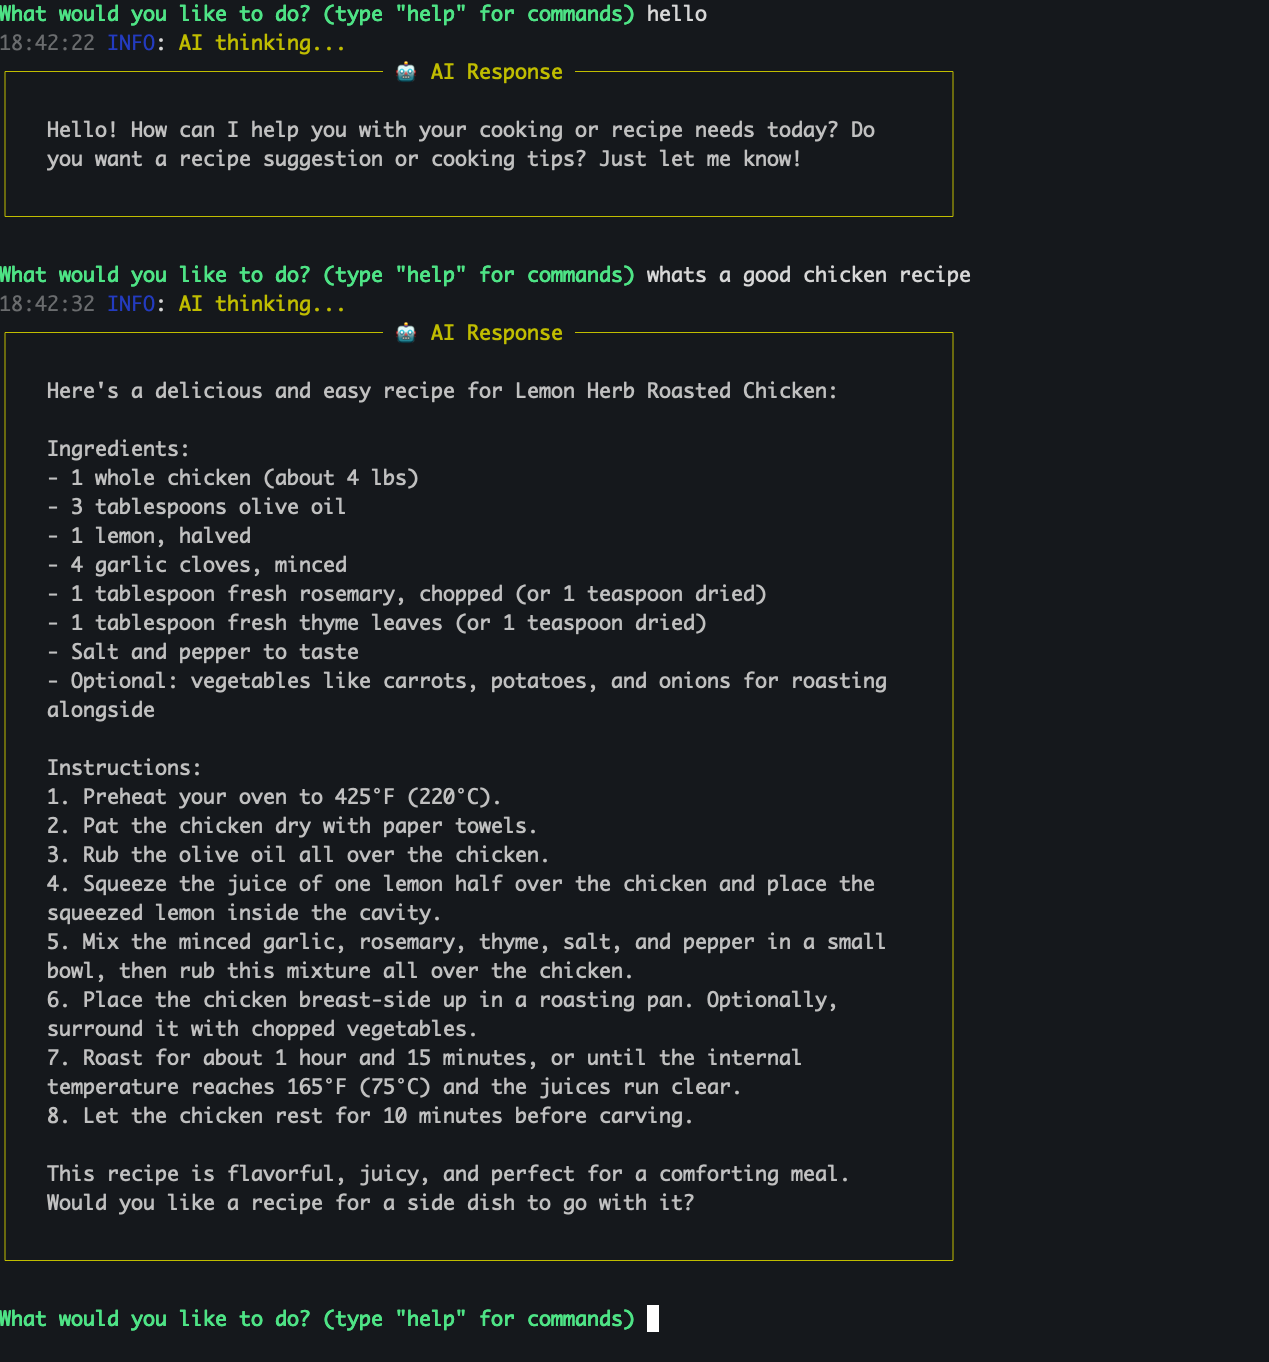 What would you like to do? (type "help" for commands) hello
18:42:22 INFO: AI thinking...
🤖 AI Response
Hello! How can I help you with your cooking or recipe needs today? Do
you want a recipe suggestion or cooking tips? Just let me know!
What would you like to do? (type "help" for commands) whats a good chicken recipe
18:42:32 INFO: AI thinking...
🤖 AI Response
Here's a delicious and easy recipe for Lemon Herb Roasted Chicken:
Ingredients:
- 1 whole chicken (about 4 lbs)
- 3 tablespoons olive oil
- 1 lemon, halved
- 4 garlic cloves, minced
- 1 tablespoon fresh rosemary, chopped (or 1 teaspoon dried)
- 1 tablespoon fresh thyme leaves (or 1 teaspoon dried)
- Salt and pepper to taste
- Optional: vegetables like carrots, potatoes, and onions for roasting
alongside
Instructions:
1. Preheat your oven to 425°F (220°C).
2. Pat the chicken dry with paper towels.
3. Rub the olive oil all over the chicken.
4. Squeeze the juice of one lemon half over the chicken and place the
squeezed lemon inside the cavity.
5. Mix the minced garlic, rosemary, thyme, salt, and pepper in a small
bowl, then rub this mixture all over the chicken.
6. Place the chicken breast-side up in a roasting pan. Optionally,
surround it with chopped vegetables.
7. Roast for about 1 hour and 15 minutes, or until the internal
temperature reaches 165°F (75°C) and the juices run clear.
8. Let the chicken rest for 10 minutes before carving.
This recipe is flavorful, juicy, and perfect for a comforting meal.
Would you like a recipe for a side dish to go with it?
What would you like to do? (type "help" for commands)